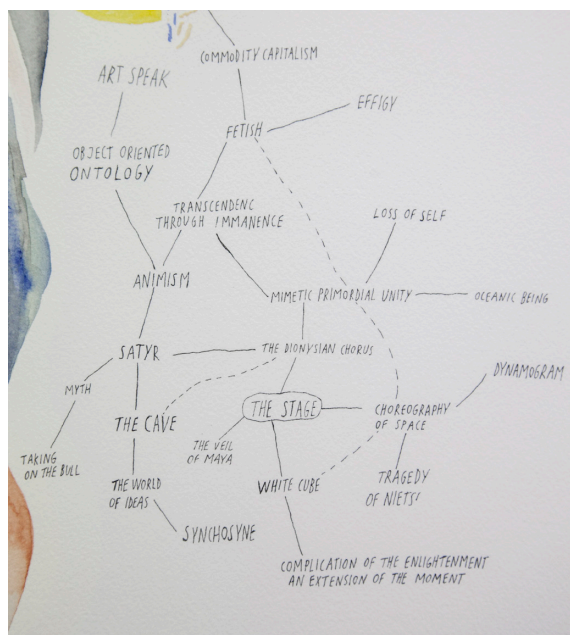 COMMODITY CAPITALISM
ART SPEAK
EFFIGY
FETISH
OBJECT ORIENTED
ONTOLOGY
TRANSCENDENC
THROUGH IMMANENCE
LOSS OF SELF
ANIMISM
MIMETIC PRIMORDIAL UNITY
OCEANIC BEING
SATYR
THE DIONYSIAN CHORUS
DYNAMOGRAM
MYTH
THE CAVE
THE STAGE
CHOREOGRAPHY
OF SPACE
THE VEIL
OF MAYA
TAKING
ON THE BULL
THE WORLD
OF IDEAS
WHITE CUBE
TRAGEDY
OF
SYNCHOSYNE
COMPLICATION OF THE ENLIGHTENMENT
AN EXTENSION OF THE MOMENT